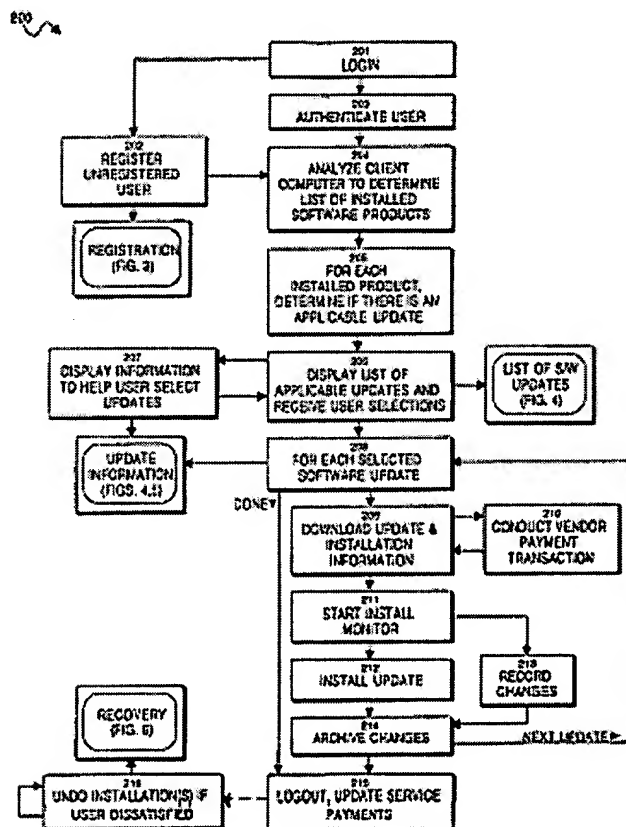 200
201
LOGIN
203
AUTHENTICATE USER
202
REGISTER
UNREGISTERED
USER
204
ANALYZE CLIENT
COMPUTER TO DETERMINE
LIST OF INSTALLED
SOFTWARE PRODUCTS
REGISTRATION
(FIG. 3)
205
FOR EACH
INSTALLED PRODUCT,
DETERMINE IF THERE IS AN
APPLICABLE UPDATE
207
DISPLAY INFORMATION
TO HELP USER SELECT
UPDATES
206
DISPLAY LIST OF
APPLICABLE UPDATES AND
RECEIVE USER SELECTIONS
LIST OF S/W
UPDATES
(FIG. 4)
UPDATE
INFORMATION
(FIGS. 4,5)
208
FOR EACH SELECTED
SOFTWARE UPDATE
DONE
209
DOWNLOAD UPDATE &
INSTALLATION
INFORMATION
210
CONDUCT VENDOR
PAYMENT
TRANSACTION
211
START INSTALL
MONITOR
212
INSTALL UPDATE
213
RECORD
CHANGES
RECOVERY
(FIG. 6)
214
ARCHIVE CHANGES
NEXT UPDATE
216
UNDO INSTALLATION(S) IF
USER DISSATISFIED
215
LOGOUT, UPDATE SERVICE
PAYMENTS